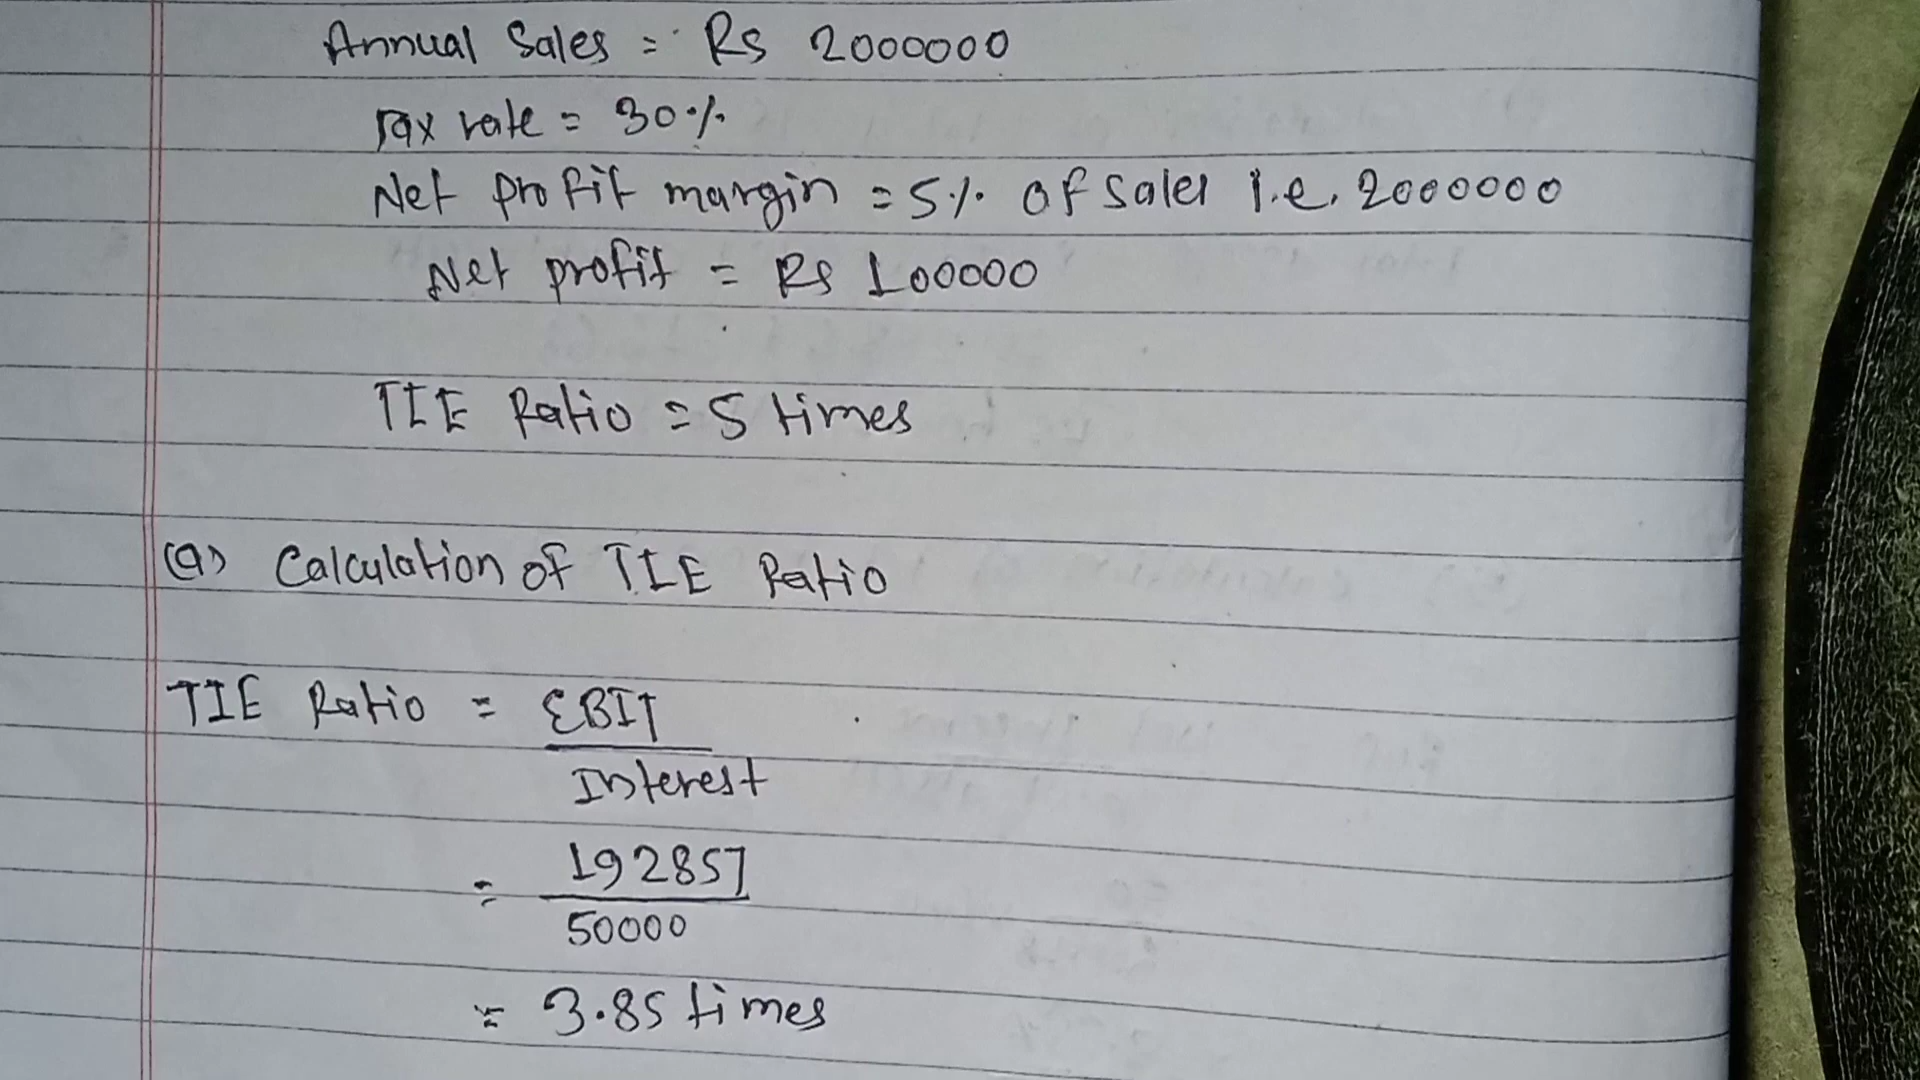 Annual Sales = Rs 2000000
Tax rate = 30%
Net profit margin = 5% of sales i.e. 2000000
Net profit = Rs 100000
TIE Ratio = 5 times
(a) Calculation of TIE Ratio
TIE Ratio = EBIT
Interest
= 192857
50000
= 3.85 times